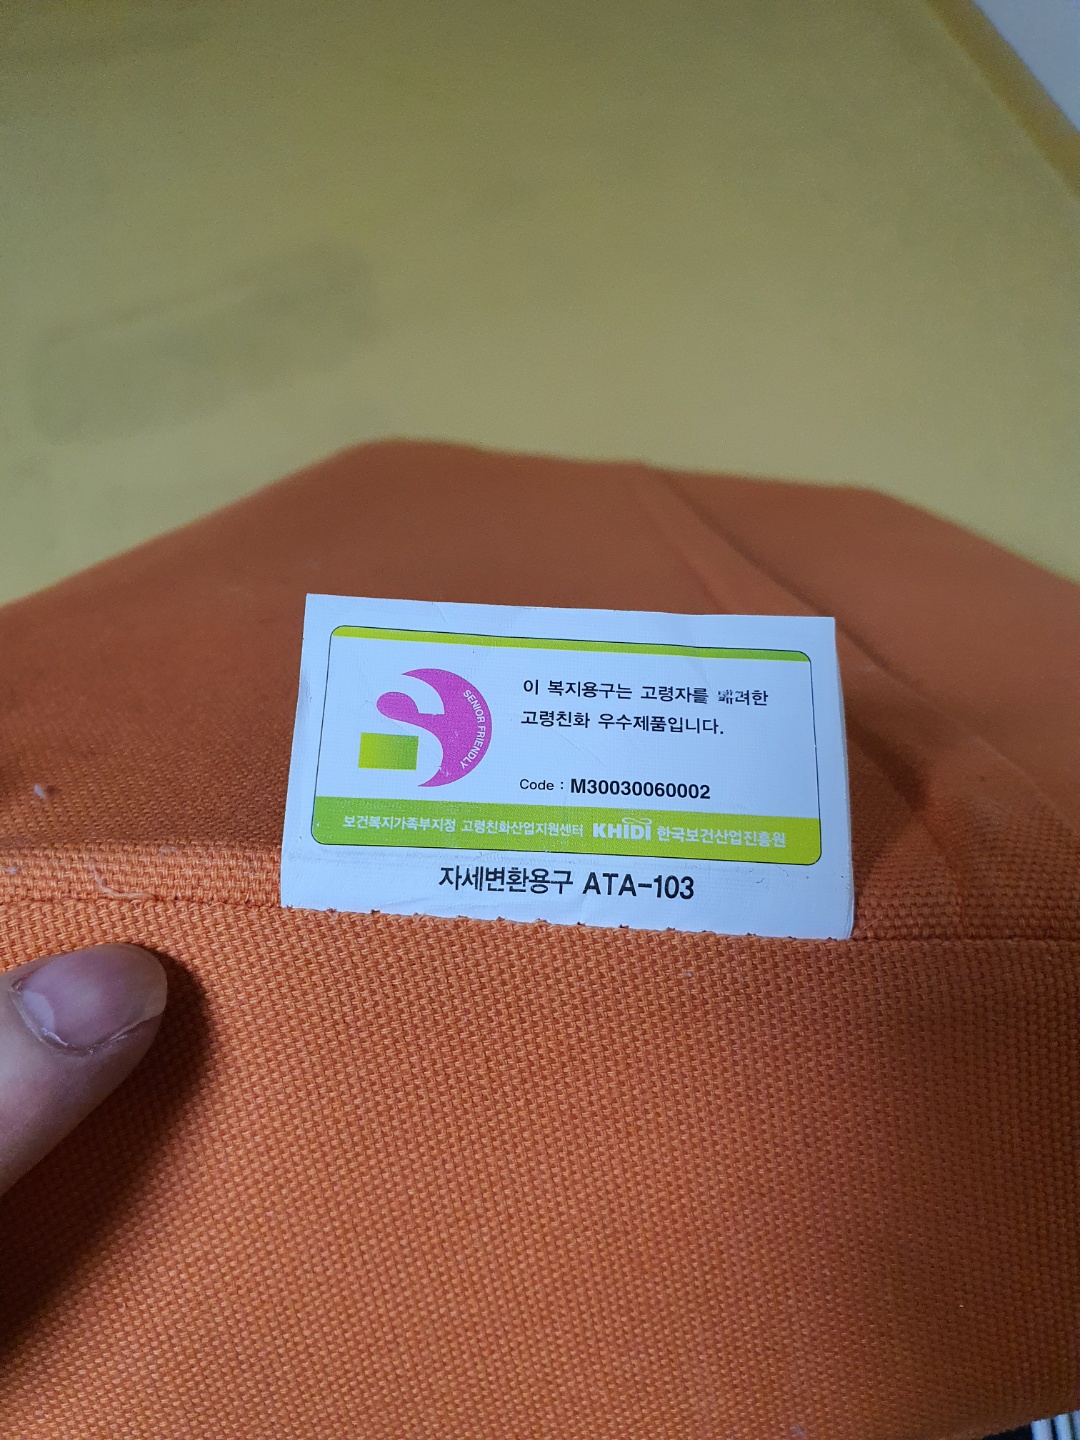 SENIOR FRIENDLY
이 복지용구는 고령자를 한
고령친화 우수제품입니다.
Code : M30030060002
보건복지가족부지정 고령친화산업지원센터 KHIDI 한국보건산업진흥원
자세변환용구 ATA-103